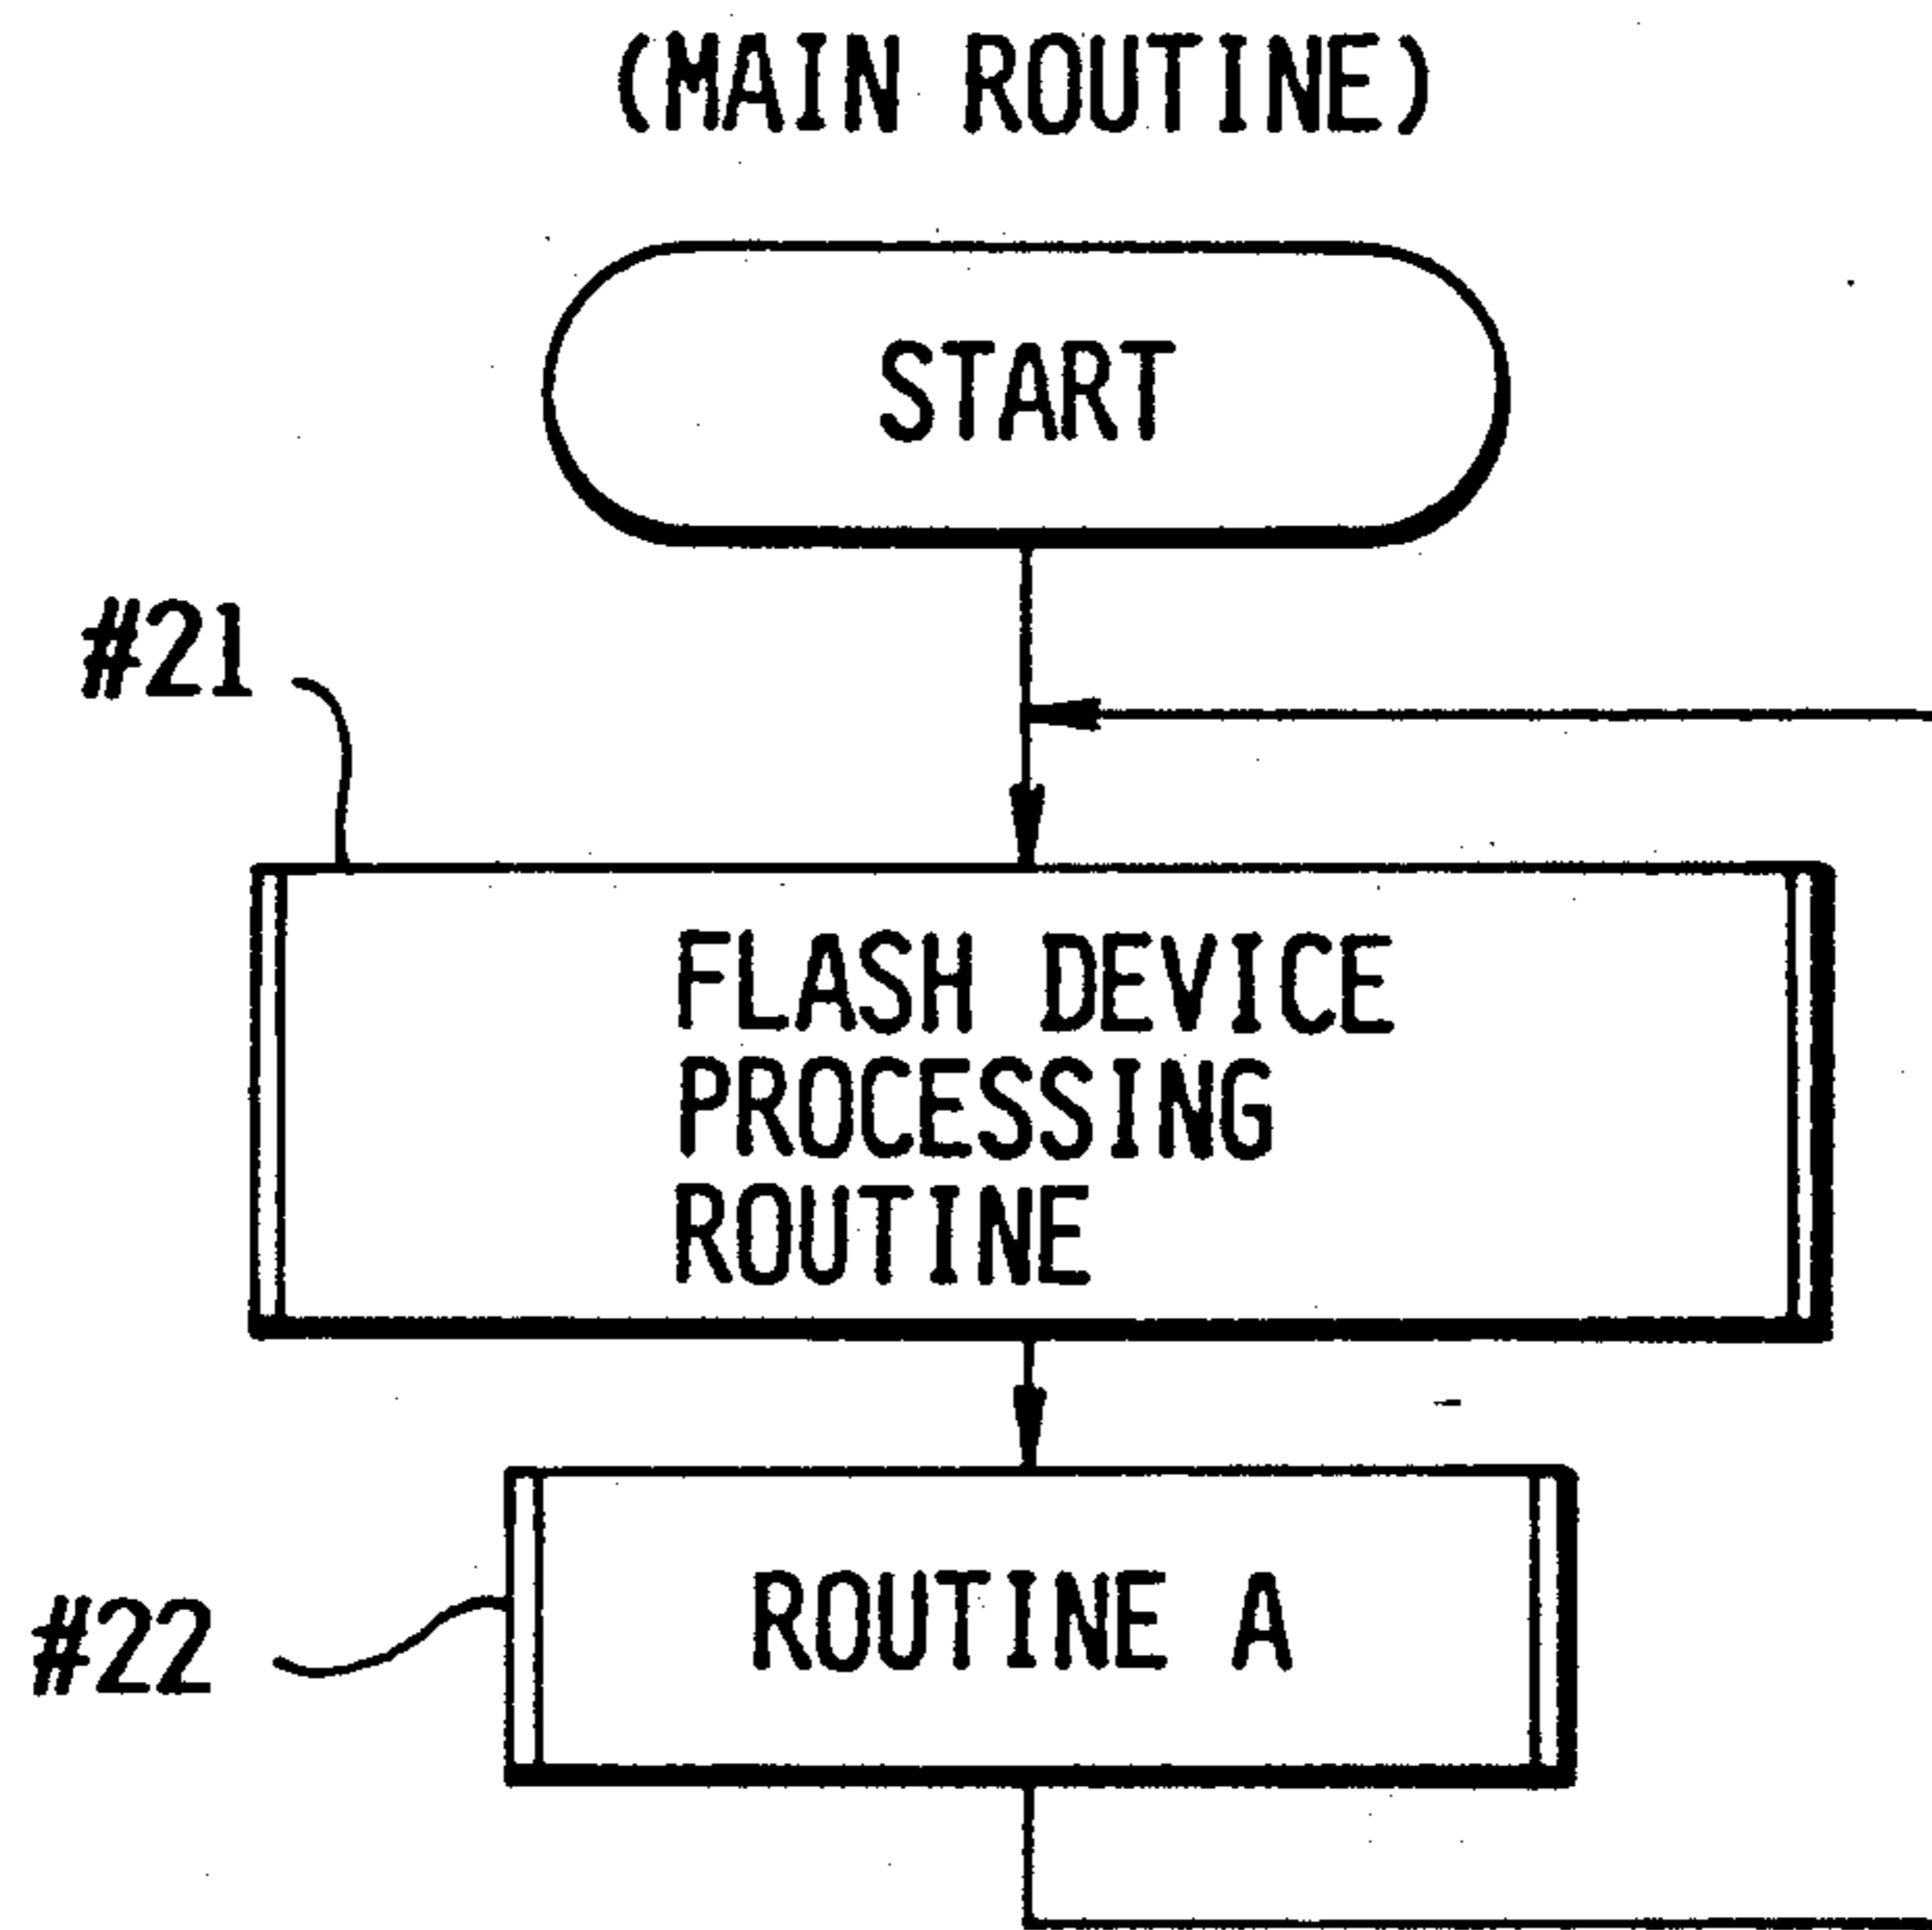 (MAIN ROUTINE)
START
#21
FLASH DEVICE
PROCESSING
ROUTINE
#22
ROUTINE A